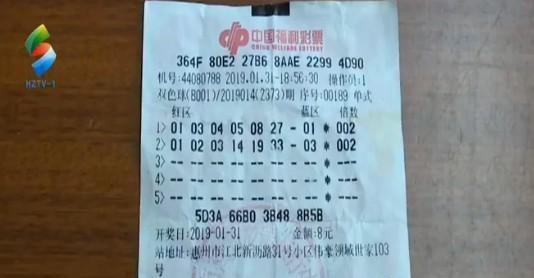 中国福利彩票
CHINA WELFARE LOTTERY
364F 80E2 27B6 8AAE 2299 4D90
机号:44080788 2019.01.31-18:56:30 操作码:1
双色球(B001)/2019014(2373)期 序号:00189 单式
红区 蓝区 倍数
1> 01 03 04 05 08 27 - 01 * 002
2> 01 02 03 14 19 33 - 03 * 002
3> -- -- -- -- -- -- - -- * ---
4> -- -- -- -- -- -- - -- * ---
5> -- -- -- -- -- -- - -- * ---
5D3A 66B0 3B48 8B5B
开奖日:2019-01-31 金额:8元
站地址:惠州市江北新沥路31号小区伟豪领域世家103
号
HZTV-1